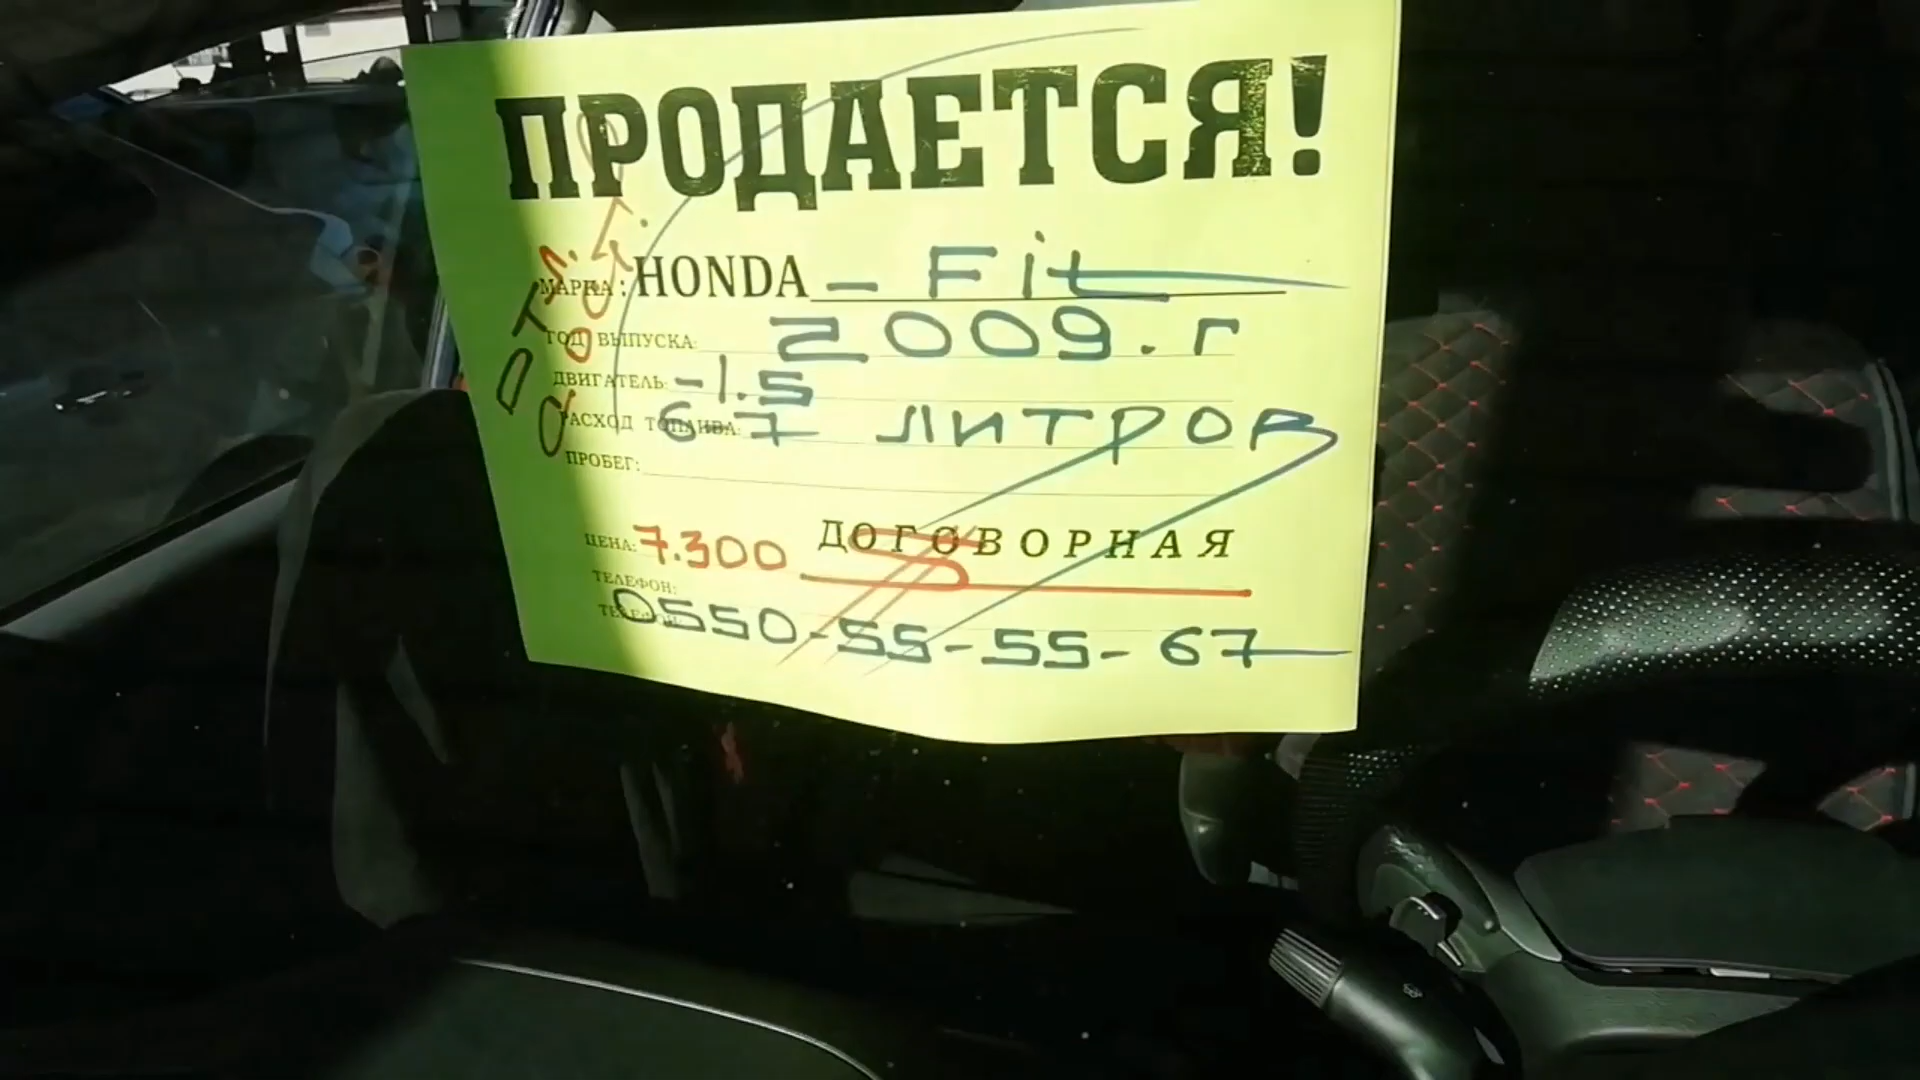 ПРОДАЕТСЯ!
МАРКА: HONDA - Fit
ГОД ВЫПУСКА: 2009.г
ДВИГАТЕЛЬ: -1.5
РАСХОД ТОПЛИВА: 6-7 ЛИТРОВ
ПРОБЕГ:
ЦЕНА: 7.300 ДОГОВОРНАЯ
ТЕЛЕФОН:
ТЕЛЕФОН: 0550-55-55-67